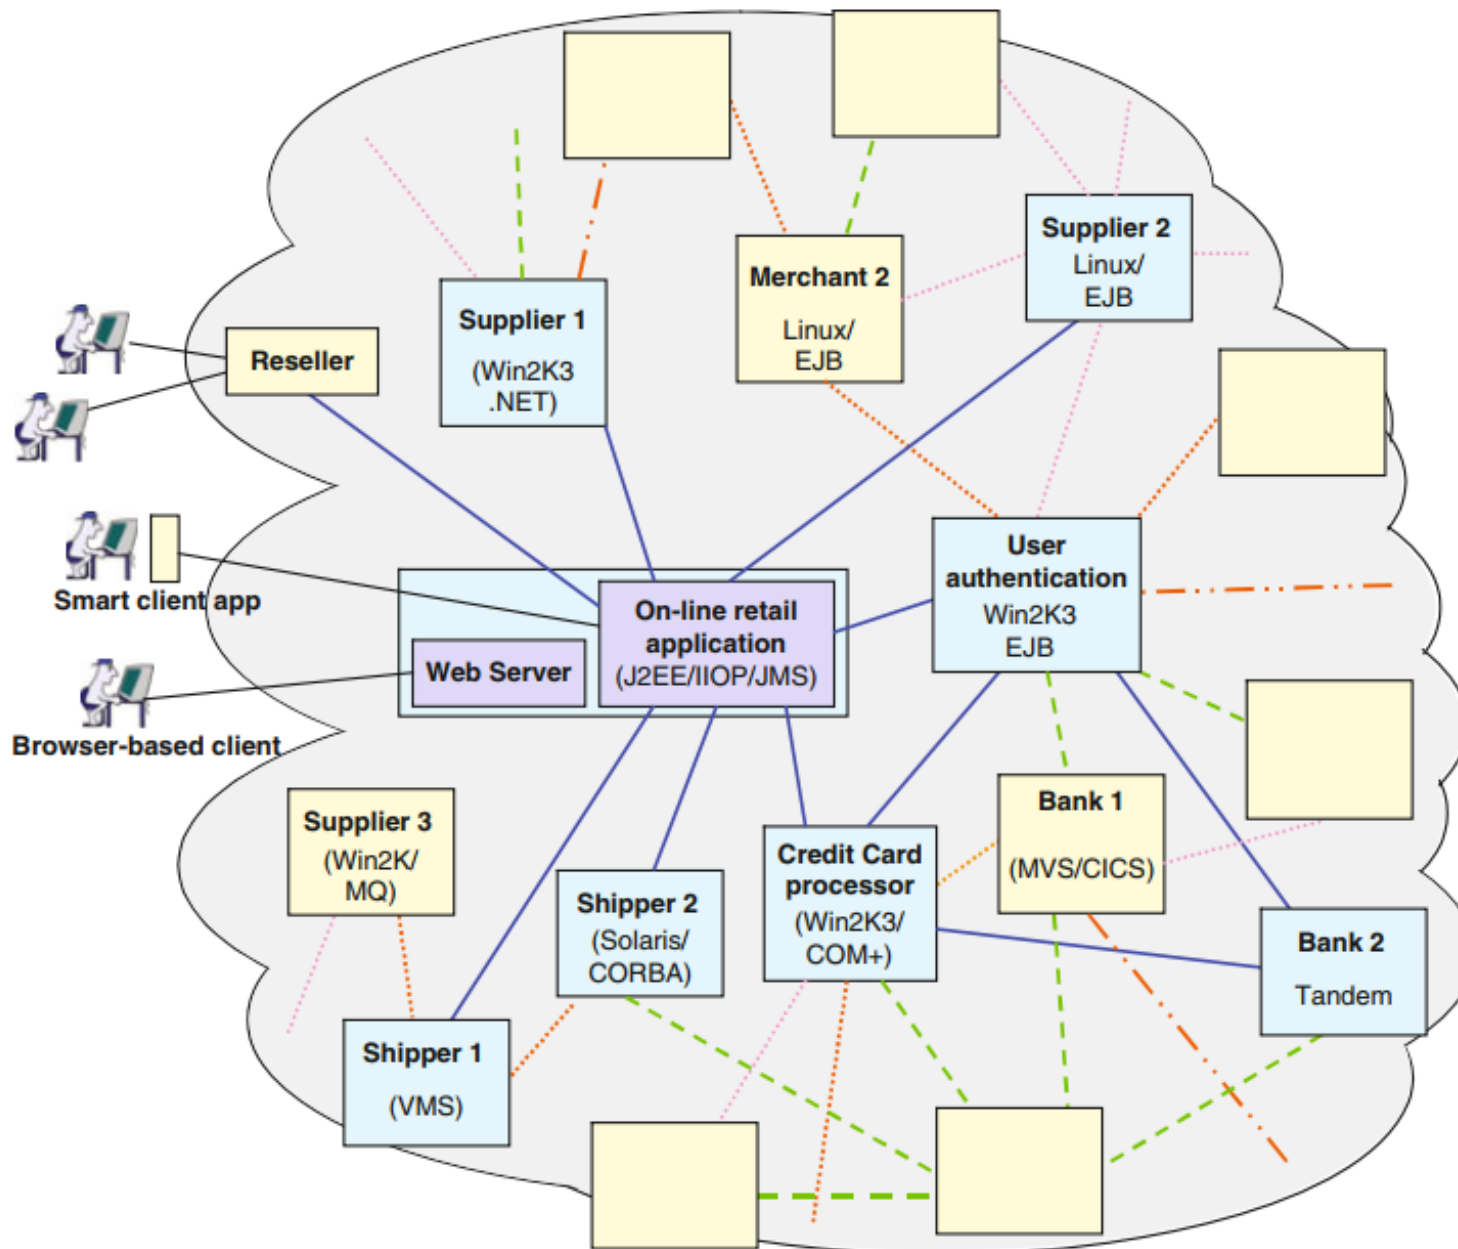 Supplier 2
Linux/
EJB
Merchant 2
Linux/
EJB
Supplier 1
(Win2K3
.NET)
Reseller
User
authentication
Win2K3
EJB
Smart client app
On-line retail
application
(J2EE/IIOP/JMS)
Web Server
Browser-based client
Supplier 3
(Win2K/
MQ)
Bank 1
(MVS/CICS)
Credit Card
processor
(Win2K3/
COM+)
Shipper 2
(Solaris/
CORBA)
Bank 2
Tandem
Shipper 1
(VMS)